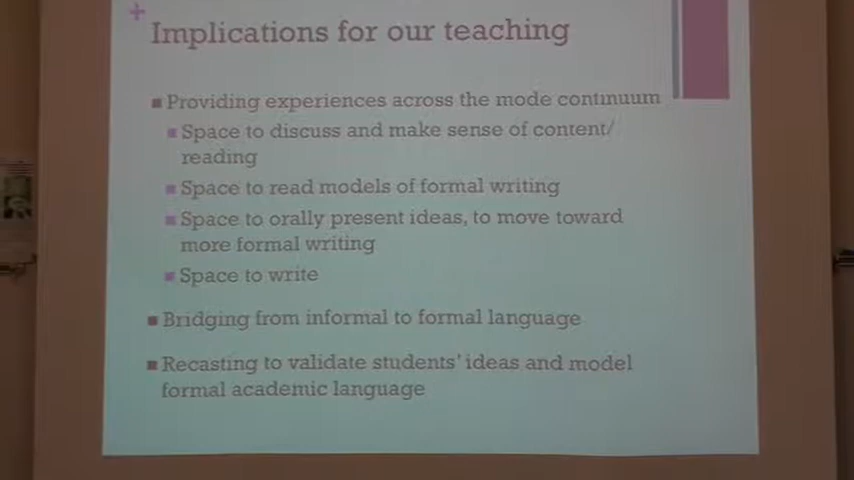 +
Implications for our teaching
Providing experiences across the mode continuum
Space to discuss and make sense of content/
reading
Space to read models of formal writing
Space to orally present ideas, to move toward
more formal writing
Space to write
Bridging from informal to formal language
Recasting to validate students' ideas and model
formal academic language